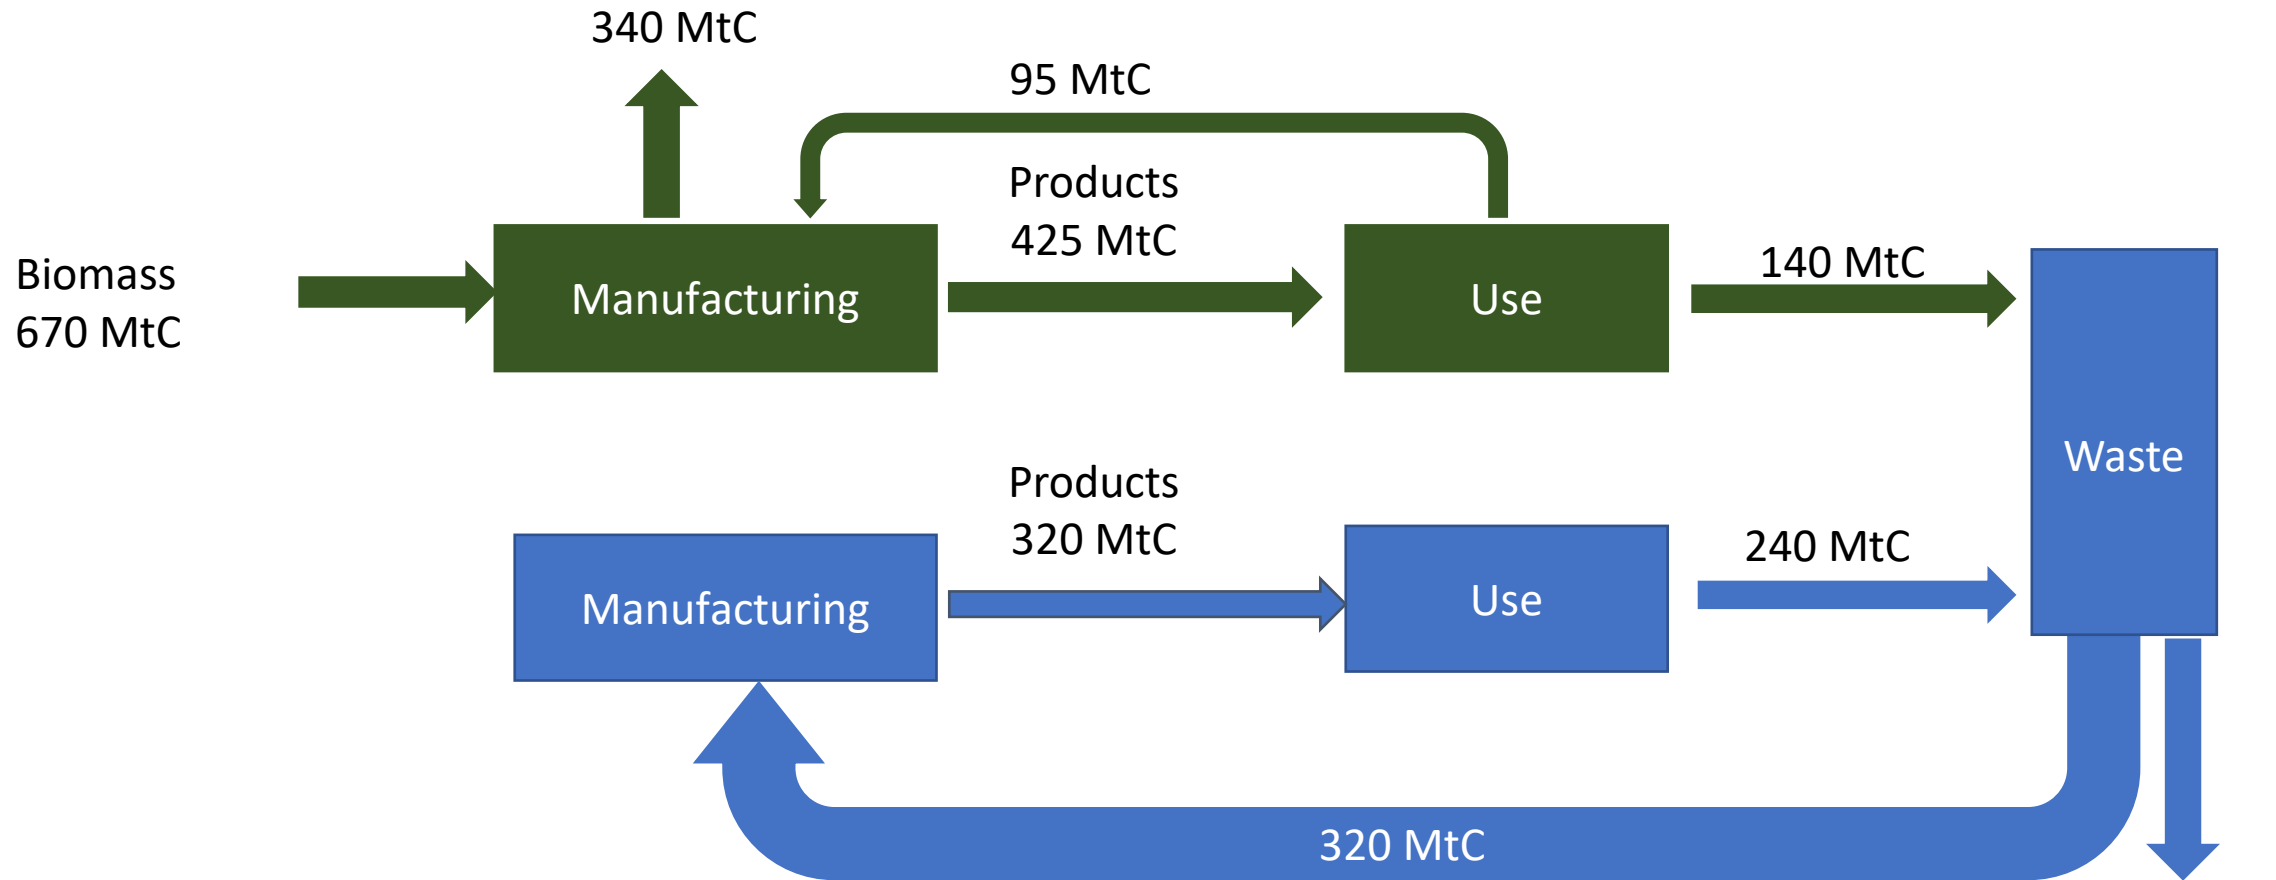 340 MtC
95 MtC
Products
425 MtC
Biomass
670 MtC
Manufacturing
Use
140 MtC
Waste
Products
320 MtC
Manufacturing
Use
240 MtC
320 MtC